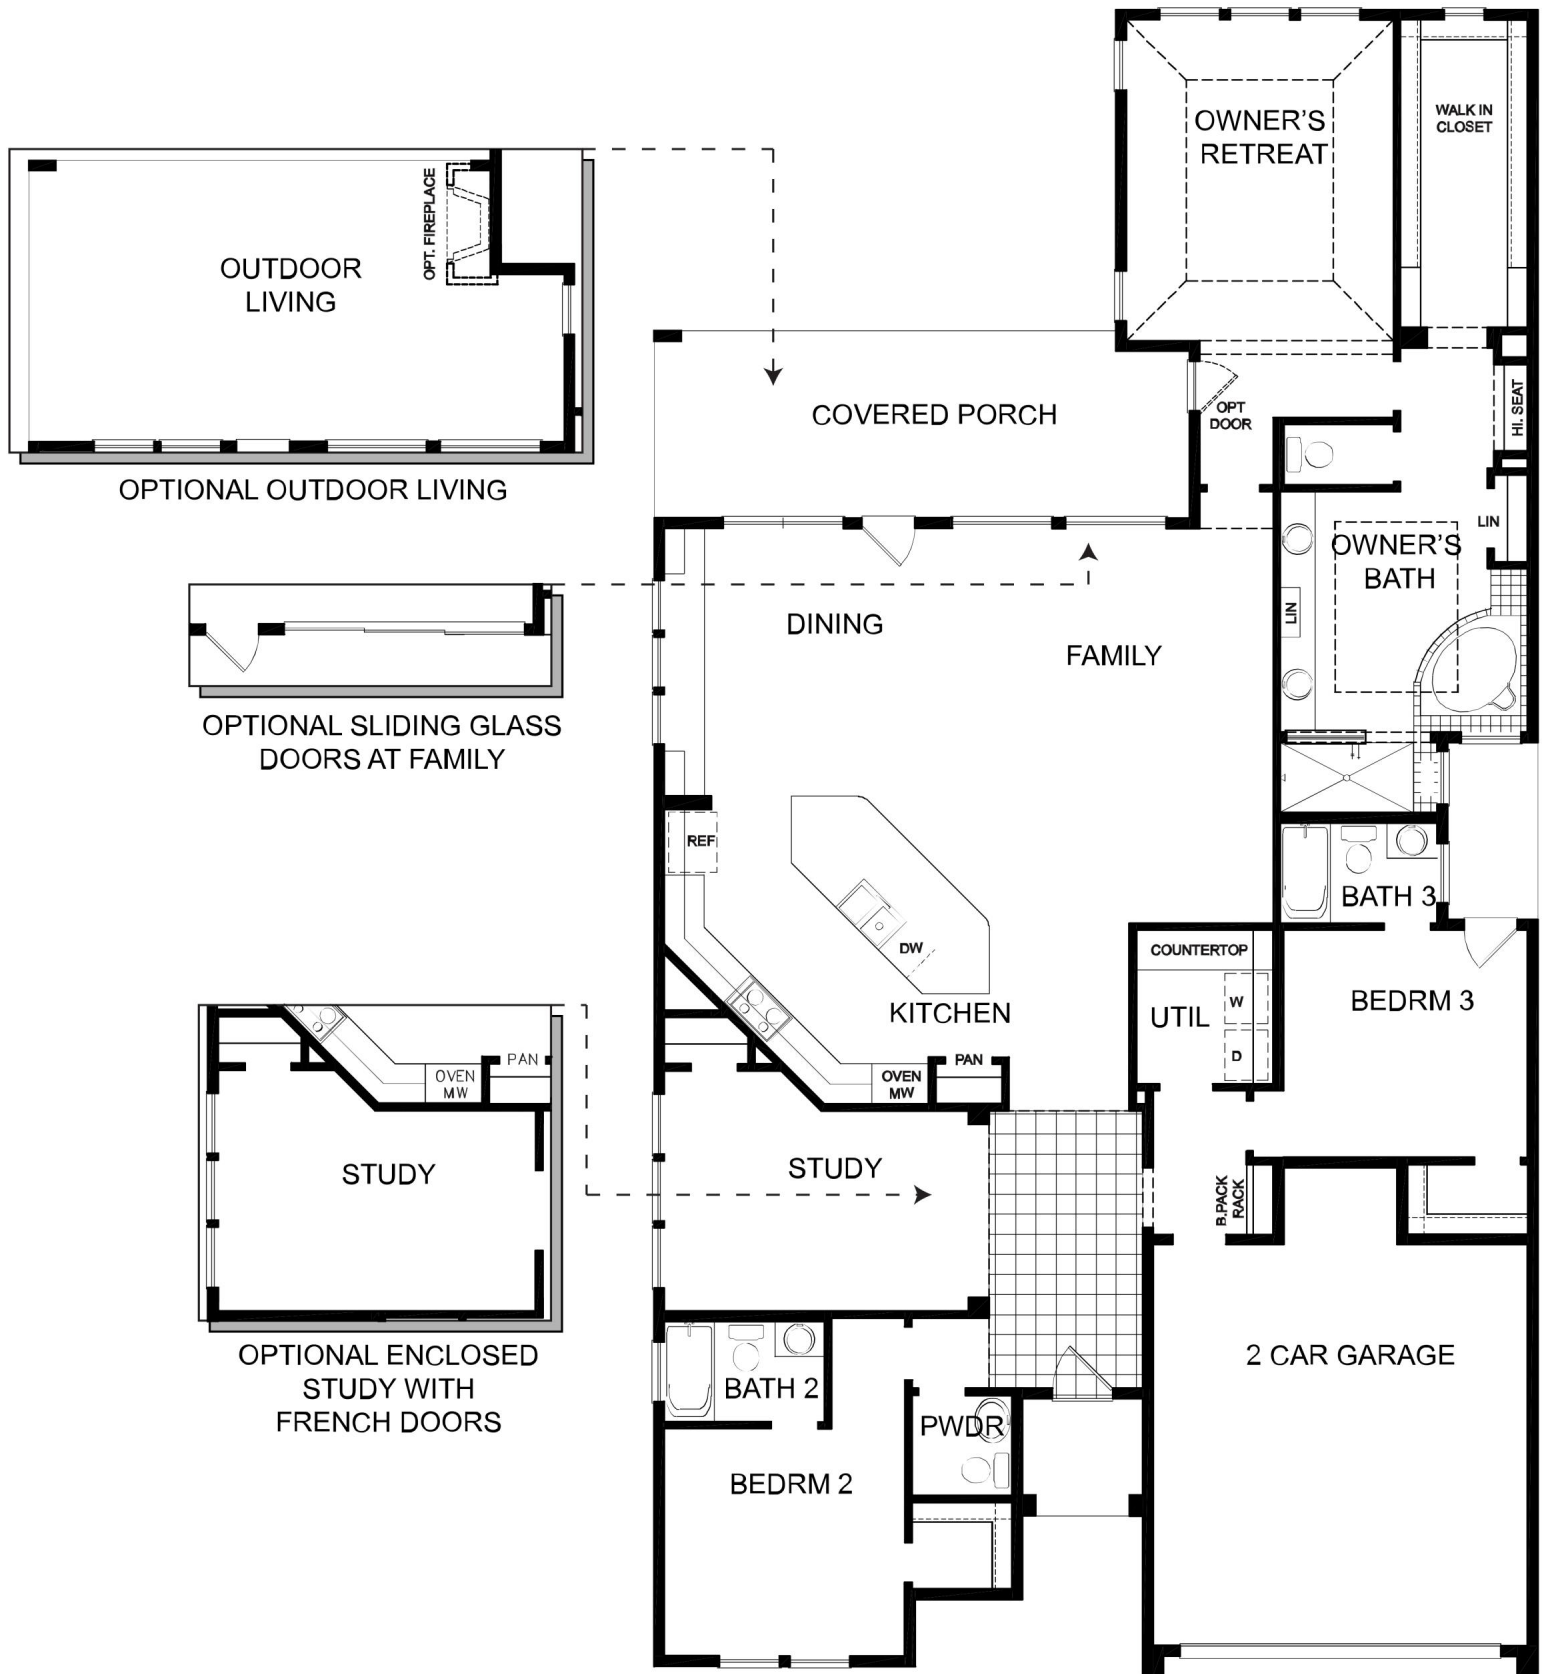 OWNER'S
RETREAT
WALK IN
CLOSET
OPT. FIREPLACE
OUTDOOR
LIVING
OPTIONAL OUTDOOR LIVING
COVERED PORCH
OPT
DOOR
HI. SEAT
LIN
OWNER'S
BATH
LIN
DINING
FAMILY
OPTIONAL SLIDING GLASS
DOORS AT FAMILY
REF
DW
KITCHEN
BATH 3
COUNTERTOP
W
UTIL
D
BEDRM 3
PAN
OVEN
MW
PAN
OVEN
MW
STUDY
STUDY
B.PACK
RACK
OPTIONAL ENCLOSED
STUDY WITH
FRENCH DOORS
BATH 2
PWDR
2 CAR GARAGE
BEDRM 2